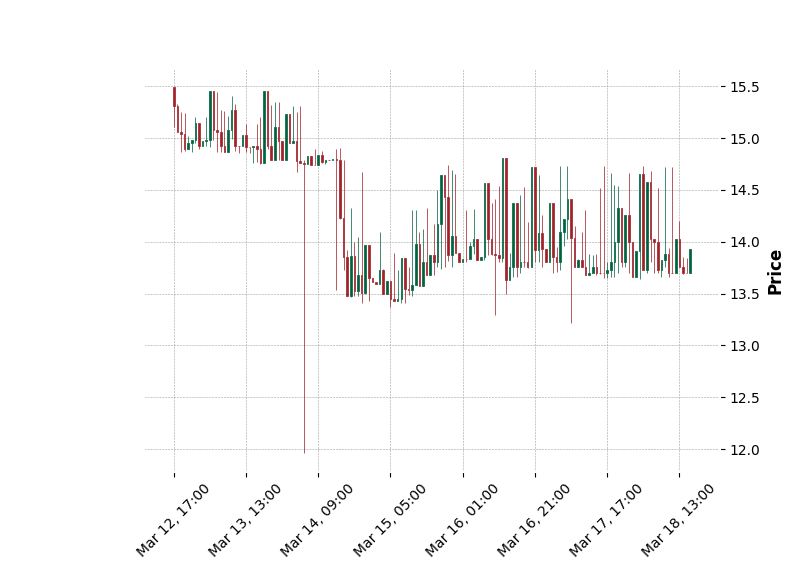 15.5
15.0
14.5
14.0
13.5
13.0
12.5
12.0
Price
Mar 12, 17:00
Mar 13, 13:00
Mar 14, 09:00
Mar 15, 05:00
Mar 16, 01:00
Mar 16, 21:00
Mar 17, 17:00
Mar 18, 13:00